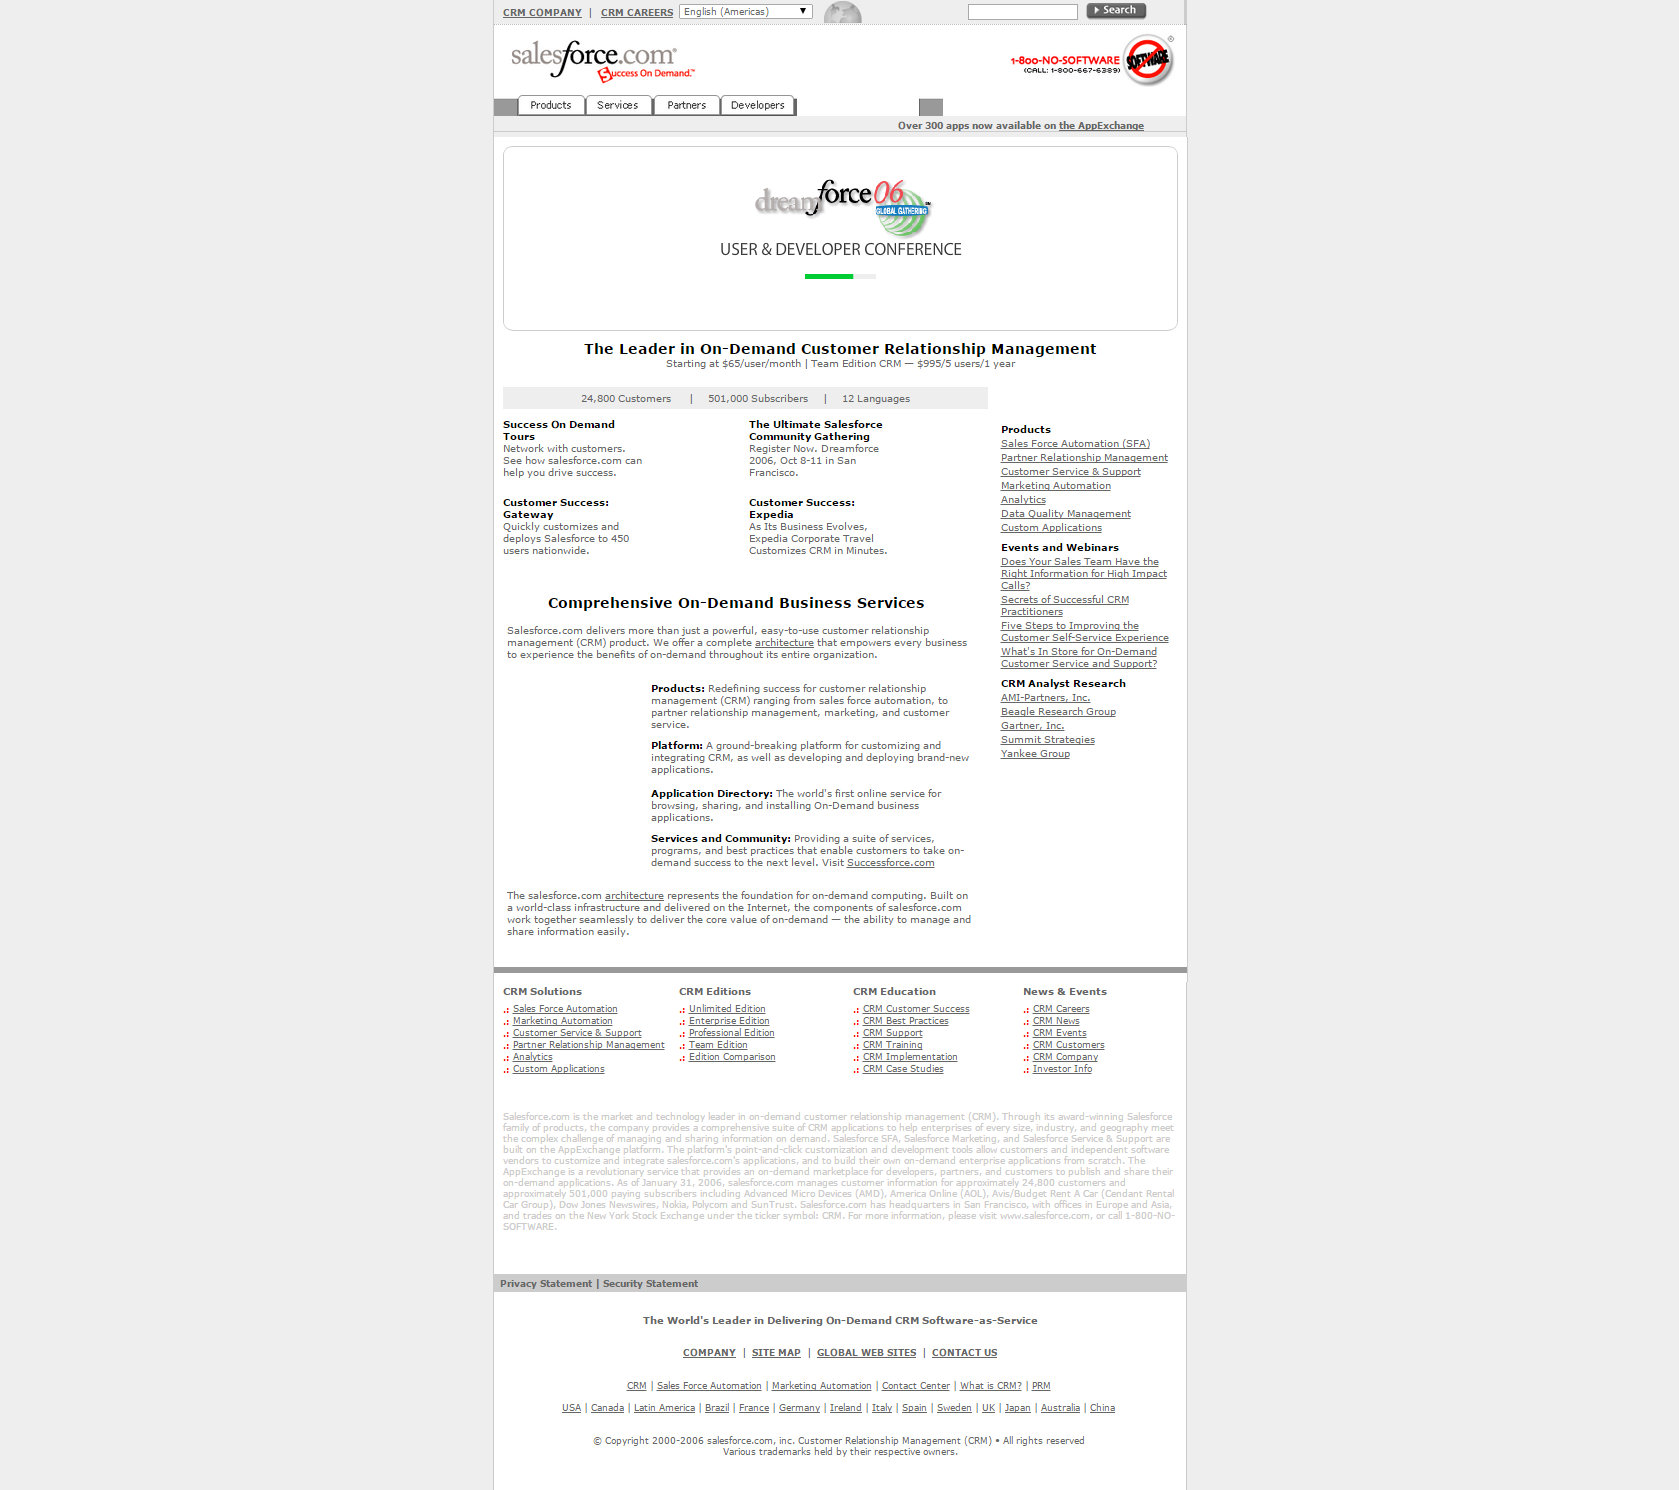 CRM COMPANY | CRM CAREERS English (Americas) Search
salesforce.com®
Success On Demand.™
1-800-NO-SOFTWARE
(CALL: 1-800-667-6389)
SOFTWARE
Products Services Partners Developers
Over 300 apps now available on the AppExchange
dreamforce 06
GLOBAL GATHERING
USER & DEVELOPER CONFERENCE
The Leader in On-Demand Customer Relationship Management
Starting at $65/user/month | Team Edition CRM — $995/5 users/1 year
24,800 Customers | 501,000 Subscribers | 12 Languages
Success On Demand
Tours
Network with customers.
See how salesforce.com can
help you drive success.
The Ultimate Salesforce
Community Gathering
Register Now. Dreamforce
2006, Oct 8-11 in San
Francisco.
Customer Success:
Gateway
Quickly customizes and
deploys Salesforce to 450
users nationwide.
Customer Success:
Expedia
As Its Business Evolves,
Expedia Corporate Travel
Customizes CRM in Minutes.
Comprehensive On-Demand Business Services
Salesforce.com delivers more than just a powerful, easy-to-use customer relationship
management (CRM) product. We offer a complete architecture that empowers every business
to experience the benefits of on-demand throughout its entire organization.
Products: Redefining success for customer relationship
management (CRM) ranging from sales force automation, to
partner relationship management, marketing, and customer
service.
Platform: A ground-breaking platform for customizing and
integrating CRM, as well as developing and deploying brand-new
applications.
Application Directory: The world's first online service for
browsing, sharing, and installing On-Demand business
applications.
Services and Community: Providing a suite of services,
programs, and best practices that enable customers to take on-
demand success to the next level. Visit Successforce.com
The salesforce.com architecture represents the foundation for on-demand computing. Built on
a world-class infrastructure and delivered on the Internet, the components of salesforce.com
work together seamlessly to deliver the core value of on-demand — the ability to manage and
share information easily.
Products
Sales Force Automation (SFA)
Partner Relationship Management
Customer Service & Support
Marketing Automation
Analytics
Data Quality Management
Custom Applications
Events and Webinars
Does Your Sales Team Have the
Right Information for High Impact
Calls?
Secrets of Successful CRM
Practitioners
Five Steps to Improving the
Customer Self-Service Experience
What's In Store for On-Demand
Customer Service and Support?
CRM Analyst Research
AMI-Partners, Inc.
Beagle Research Group
Gartner, Inc.
Summit Strategies
Yankee Group
CRM Solutions
Sales Force Automation
Marketing Automation
Customer Service & Support
Partner Relationship Management
Analytics
Custom Applications
CRM Editions
Unlimited Edition
Enterprise Edition
Professional Edition
Team Edition
Edition Comparison
CRM Education
CRM Customer Success
CRM Best Practices
CRM Support
CRM Training
CRM Implementation
CRM Case Studies
News & Events
CRM Careers
CRM News
CRM Events
CRM Customers
CRM Company
Investor Info
Salesforce.com is the market and technology leader in on-demand customer relationship management (CRM). Through its award-winning Salesforce
family of products, the company provides a comprehensive suite of CRM applications to help enterprises of every size, industry, and geography meet
the complex challenge of managing and sharing information on demand. Salesforce SFA, Salesforce Marketing, and Salesforce Service & Support are
built on the AppExchange platform. The platform's point-and-click customization and development tools allow customers and independent software
vendors to customize and integrate salesforce.com's applications, and to build their own on-demand enterprise applications from scratch. The
AppExchange is a revolutionary service that provides an on-demand marketplace for developers, partners, and customers to publish and share their
on-demand applications. As of January 31, 2006, salesforce.com manages customer information for approximately 24,800 customers and
approximately 501,000 paying subscribers including Advanced Micro Devices (AMD), America Online (AOL), Avis/Budget Rent A Car (Cendant Rental
Car Group), Dow Jones Newswires, Nokia, Polycom and SunTrust. Salesforce.com has headquarters in San Francisco, with offices in Europe and Asia,
and trades on the New York Stock Exchange under the ticker symbol: CRM. For more information, please visit www.salesforce.com, or call 1-800-NO-
SOFTWARE.
Privacy Statement | Security Statement
The World's Leader in Delivering On-Demand CRM Software-as-Service
COMPANY | SITE MAP | GLOBAL WEB SITES | CONTACT US
CRM | Sales Force Automation | Marketing Automation | Contact Center | What is CRM? | PRM
USA | Canada | Latin America | Brazil | France | Germany | Ireland | Italy | Spain | Sweden | UK | Japan | Australia | China
© Copyright 2000-2006 salesforce.com, inc. Customer Relationship Management (CRM) • All rights reserved
Various trademarks held by their respective owners.